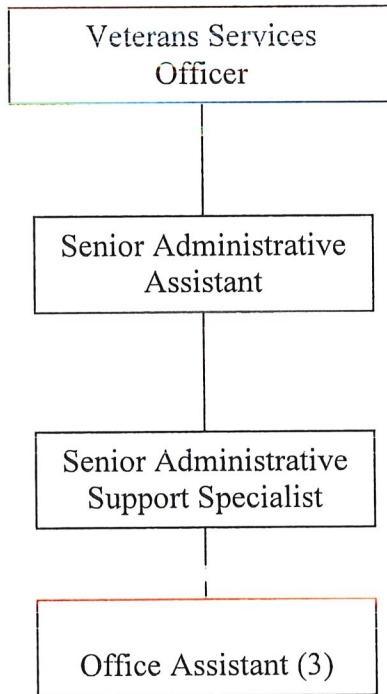 Veterans Services
Officer
Senior Administrative
Assistant
Senior Administrative
Support Specialist
Office Assistant (3)